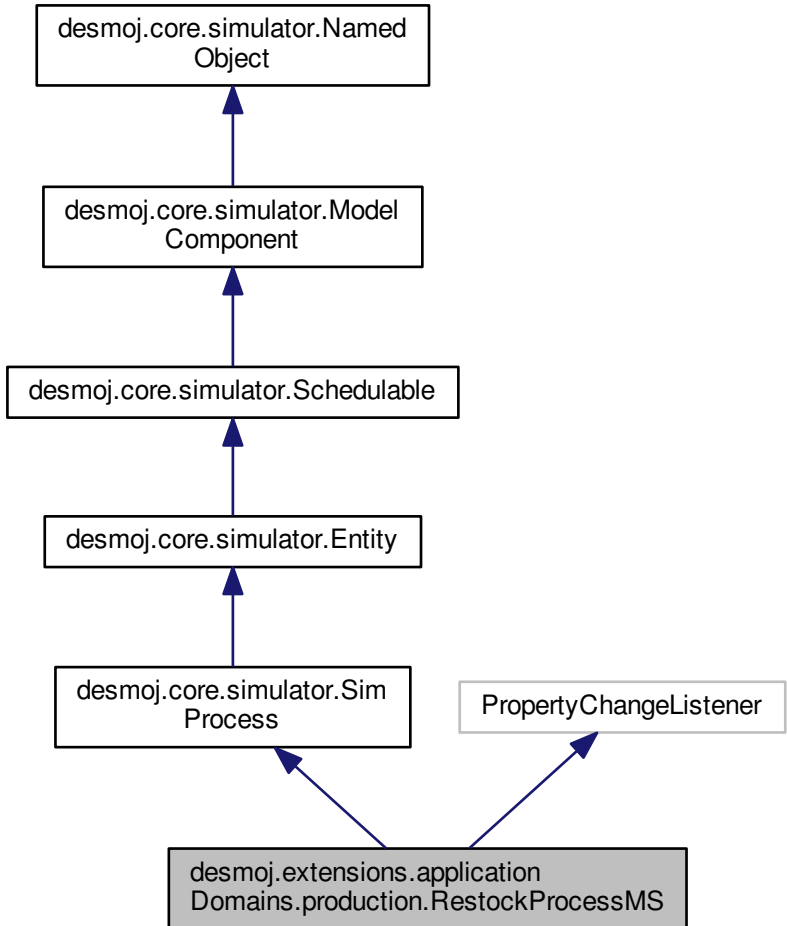 desmoj.core.simulator.Named
Object
desmoj.core.simulator.Model
Component
desmoj.core.simulator.Schedulable
desmoj.core.simulator.Entity
desmoj.core.simulator.Sim
Process
PropertyChangeListener
desmoj.extensions.application
Domains.production.RestockProcessMS